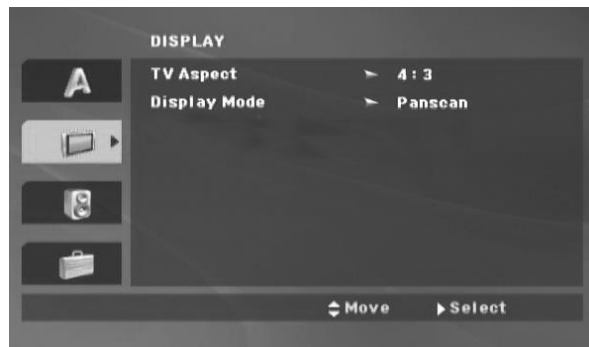 DISPLAY
A
TV Aspect ► 4:3
Display Mode ► Panscan
Move Select